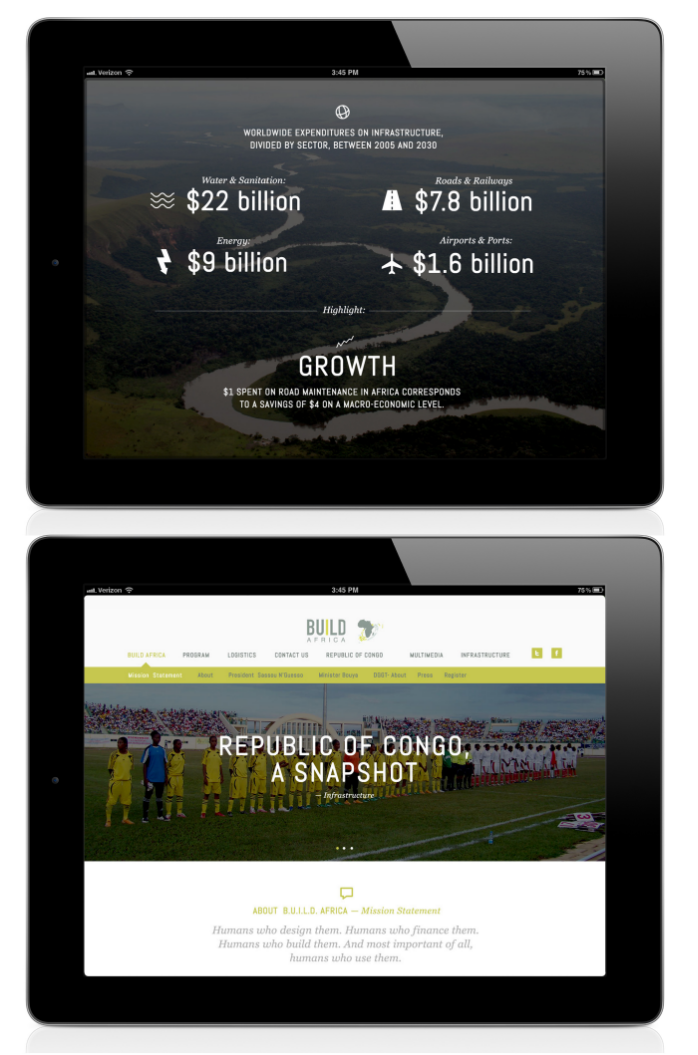 Verizon 3:45 PM 75%
WORLDWIDE EXPENDITURES ON INFRASTRUCTURE,
DIVIDED BY SECTOR, BETWEEN 2005 AND 2030
Water & Sanitation:
$22 billion
Roads & Railways
$7.8 billion
Energy:
$9 billion
Airports & Ports:
$1.6 billion
Highlight:
GROWTH
$1 SPENT ON ROAD MAINTENANCE IN AFRICA CORRESPONDS
TO A SAVINGS OF $4 ON A MACRO-ECONOMIC LEVEL.
Verizon 3:45 PM 75%
BUILD
AFRICA
BUILD AFRICA PROGRAM LOGISTICS CONTACT US REPUBLIC OF CONGO MULTIMEDIA INFRASTRUCTURE
Mission Statement About President Sassou N'Guesso Minister Bouya DGGT- About Press Register
REPUBLIC OF CONGO,
A SNAPSHOT
— Infrastructure
3
ABOUT B.U.I.L.D. AFRICA — Mission Statement
Humans who design them. Humans who finance them.
Humans who build them. And most important of all,
humans who use them.